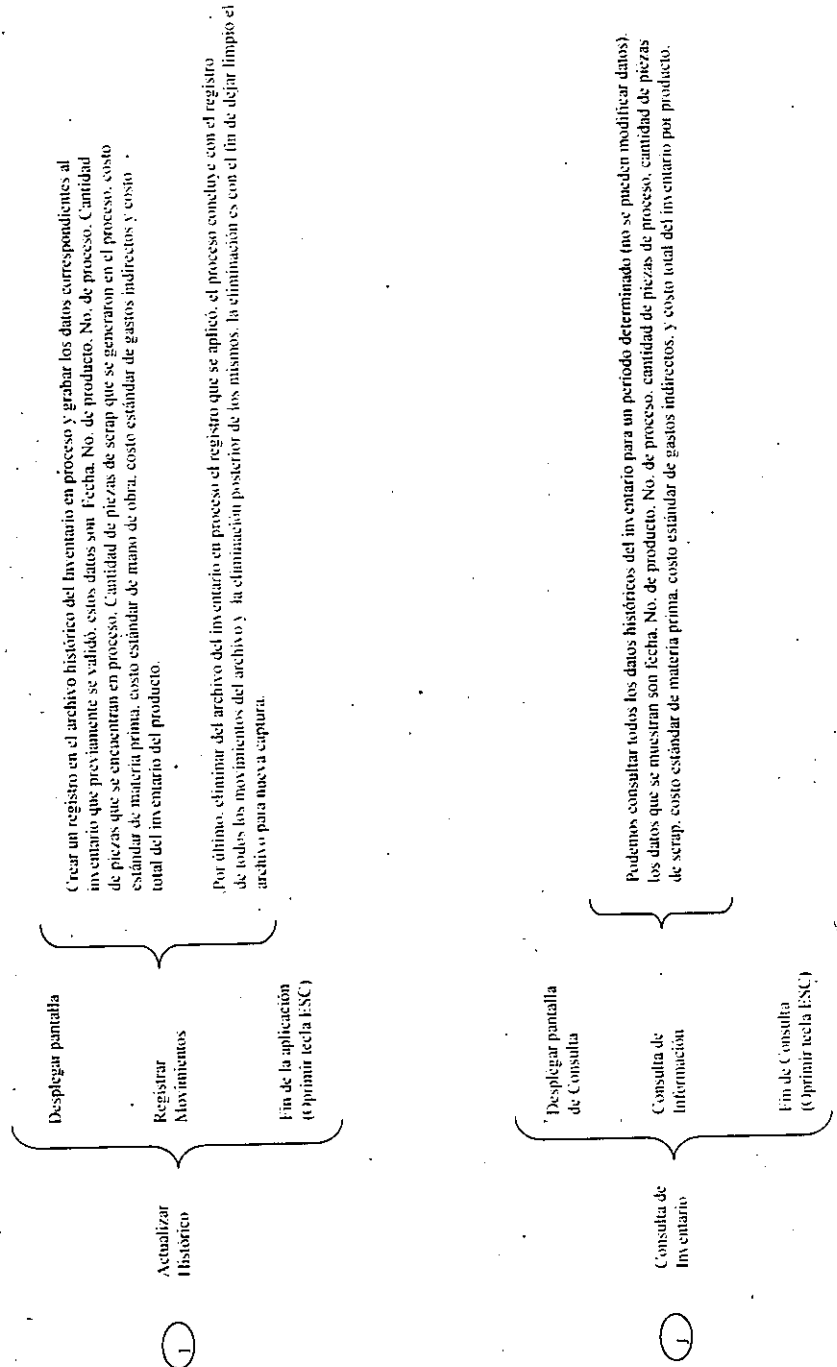 1
Actualizar
Histórico
Desplegar pantalla
Registrar
Movimientos
Fin de la aplicación
(Oprimir tecla ESC)
Crear un registro en el archivo histórico del Inventario en proceso y grabar los datos correspondientes al
inventario que previamente se validó, estos datos son Fecha, No. de producto, No. de proceso, Cantidad
de piezas que se encuentran en proceso, Cantidad de piezas de scrap que se generaron en el proceso, costo
estándar de materia prima, costo estándar de mano de obra, costo estándar de gastos indirectos y costo
total del inventario del producto.
Por último, eliminar del archivo del inventario en proceso el registro que se aplicó, el proceso concluye con el registro
de todos los movimientos del archivo y la eliminación posterior de los mismos, la eliminación es con el fin de dejar limpio el
archivo para nueva captura.
1
Consulta de
Inventario
Desplegar pantalla
de Consulta
Consulta de
Información
Fin de Consulta
(Oprimir tecla ESC)
Podemos consultar todos los datos históricos del inventario para un periodo determinado (no se pueden modificar datos).
los datos que se muestran son fecha, No. de producto, No. de proceso, cantidad de piezas de proceso, cantidad de piezas
de scrap, costo estándar de materia prima, costo estándar de gastos indirectos, y costo total del inventario por producto.